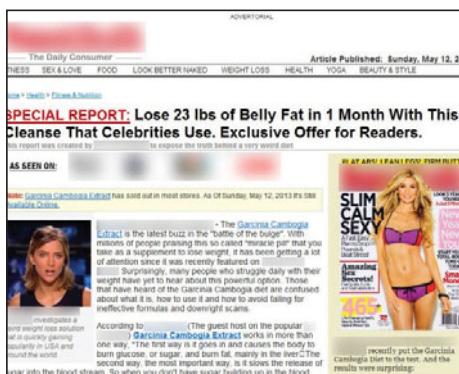 ADVERTORIAL
The Daily Consumer
Article Published: Sunday, May 12, 2
TNESS SEX & LOVE FOOD LOOK BETTER NAKED WEIGHT LOSS HEALTH YOGA BEAUTY & STYLE
ome > Health > Fitness & Nutrition
SPECIAL REPORT: Lose 23 lbs of Belly Fat in 1 Month With This
Cleanse That Celebrities Use. Exclusive Offer for Readers.
his report was created by to expose the truth behind a very weird diet
AS SEEN ON:
Note: Garcinia Cambogia Extract has sold out in most stores. As Of Sunday, May 12, 2013 It's Still
Available Online.
- The Garcinia Cambogia
Extract is the latest buzz in the "battle of the bulge". With
millions of people praising this so called "miracle pill" that you
take as a supplement to lose weight, it has been getting a lot
of attention since it was recently featured on
Surprisingly, many people who struggle daily with their
weight have yet to hear about this powerful option. Those
that have heard of Garcinia Cambogia diet are confused
about what it is, how to use it and how to avoid falling for
ineffective formulas and downright scams.
investigates a
eird weight loss solution
at is quickly gaining
opularity in USA and
round the world
According to (The guest host on the popular
) Garcinia Cambogia Extract works in more than
one way, "The first way is it goes in and causes the body to
burn glucose, or sugar, and burn fat, mainly in the liver. The
second way, the most important way, is it slows the release of
sugar into the blood stream. So when you don't have sugar building up in the blood
FLAT ABS! LEAN LEGS! FIRM BUTT
SLIM
CALM
SEXY
Amazing
Sex
Secrets!
465
recently put the Garcinia
Cambogia Diet to the test. And the
results were surprising: